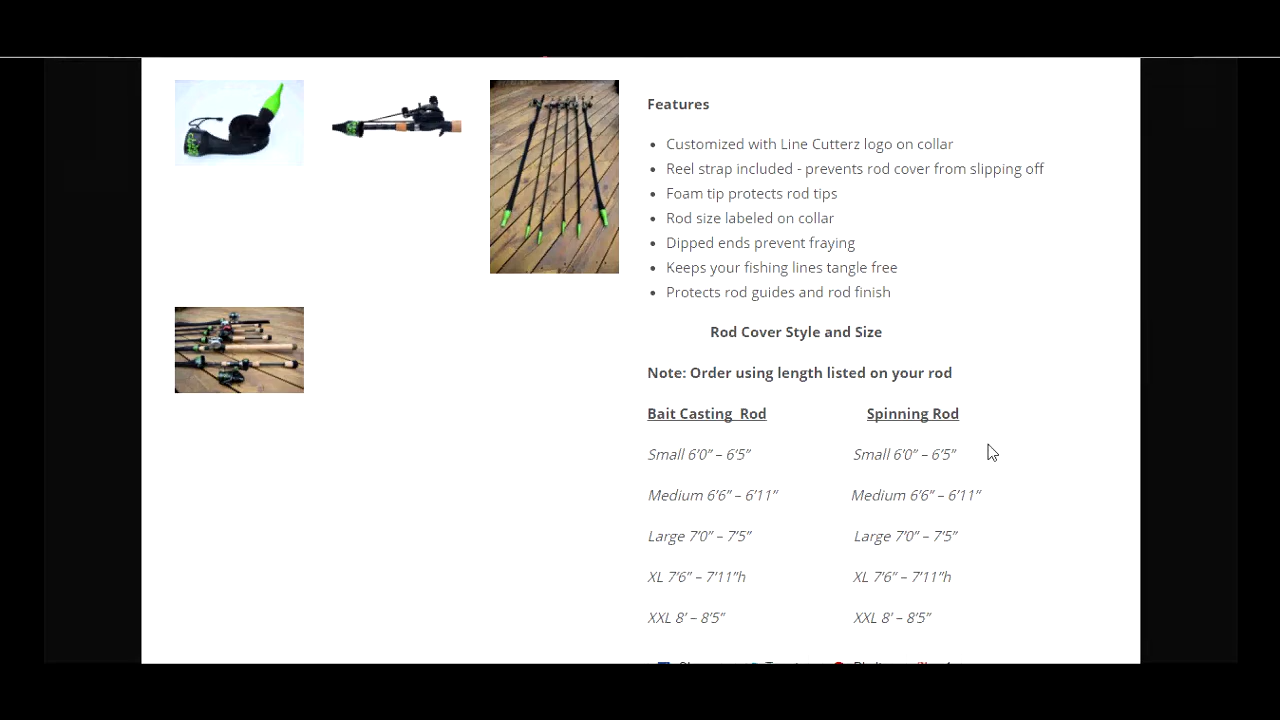 Features
Customized with Line Cutterz logo on collar
Reel strap included - prevents rod cover from slipping off
Foam tip protects rod tips
Rod size labeled on collar
Dipped ends prevent fraying
Keeps your fishing lines tangle free
Protects rod guides and rod finish
Rod Cover Style and Size
Note: Order using length listed on your rod
Bait Casting Rod Spinning Rod
Small 6’0” – 6’5” Small 6’0” – 6’5”
Medium 6’6” – 6’11” Medium 6’6” – 6’11”
Large 7’0” – 7’5” Large 7’0” – 7’5”
XL 7’6” – 7’11”h XL 7’6” – 7’11”h
XXL 8’ – 8’5” XXL 8’ – 8’5”